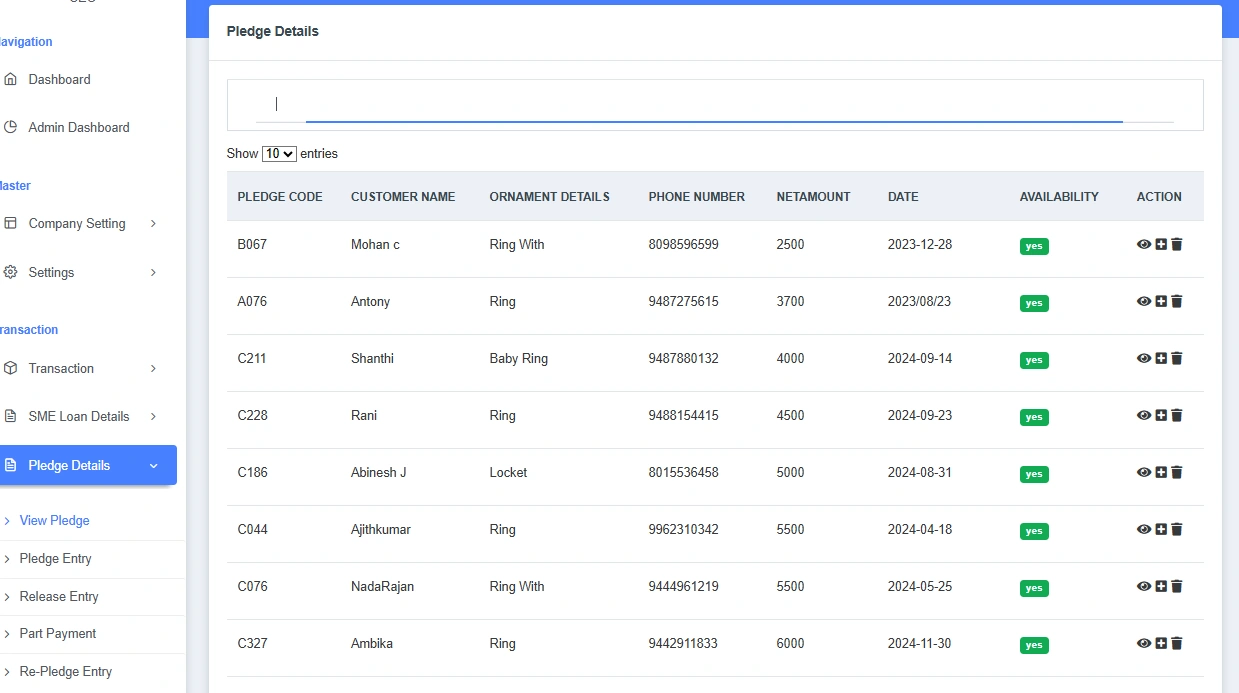 Navigation
Dashboard
Admin Dashboard
Master
Company Setting
Settings
Transaction
Transaction
SME Loan Details
Pledge Details
View Pledge
Pledge Entry
Release Entry
Part Payment
Re-Pledge Entry
Pledge Details
Show 10 entries
PLEDGE CODE CUSTOMER NAME ORNAMENT DETAILS PHONE NUMBER NETAMOUNT DATE AVAILABILITY ACTION
B067 Mohan c Ring With 8098596599 2500 2023-12-28 yes
A076 Antony Ring 9487275615 3700 2023/08/23 yes
C211 Shanthi Baby Ring 9487880132 4000 2024-09-14 yes
C228 Rani Ring 9488154415 4500 2024-09-23 yes
C186 Abinesh J Locket 8015536458 5000 2024-08-31 yes
C044 Ajithkumar Ring 9962310342 5500 2024-04-18 yes
C076 NadaRajan Ring With 9444961219 5500 2024-05-25 yes
C327 Ambika Ring 9442911833 6000 2024-11-30 yes